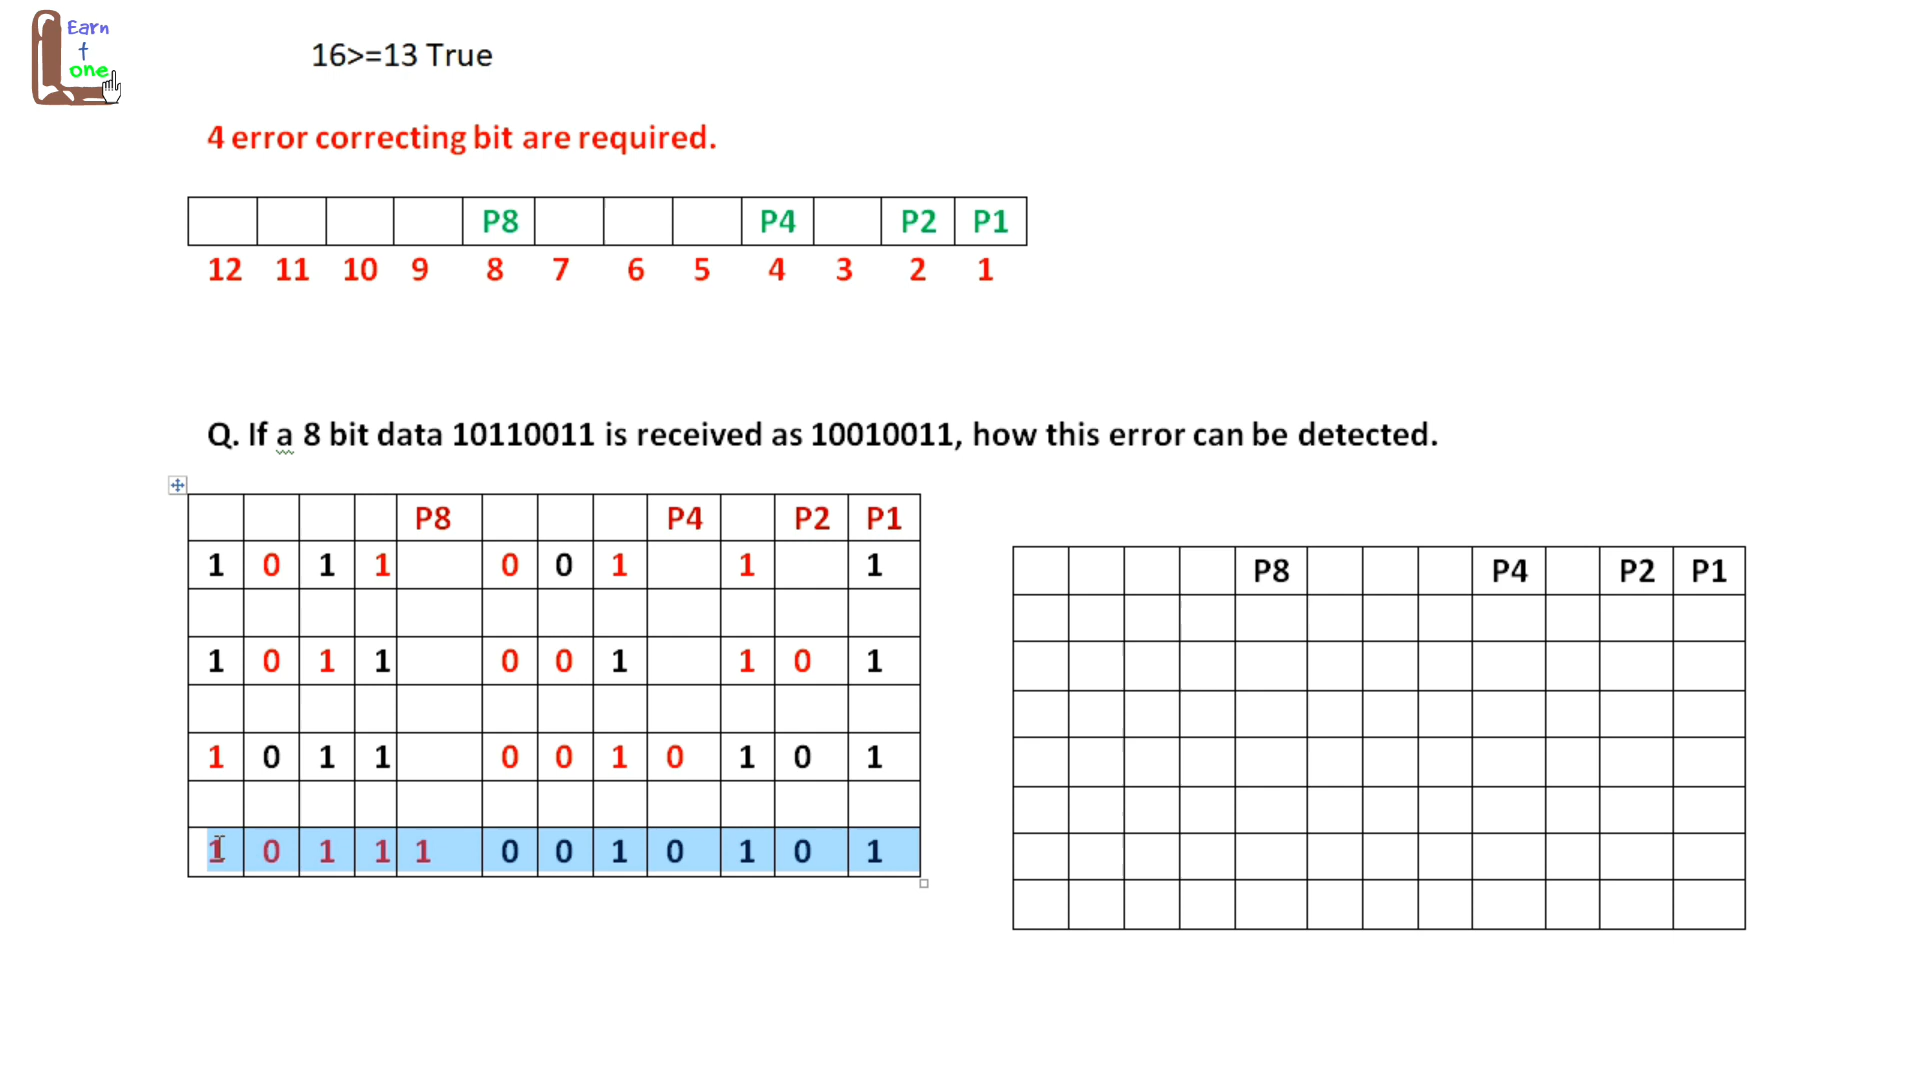 Earn
t
one
16>=13 True
4 error correcting bit are required.
P8 P4 P2 P1
12 11 10 9 8 7 6 5 4 3 2 1
Q. If a 8 bit data 10110011 is received as 10010011, how this error can be detected.
P8 P4 P2 P1
1 0 1 1 0 0 1 1 1
1 0 1 1 0 0 1 1 0 1
1 0 1 1 0 0 1 0 1 0 1
1 0 1 1 1 0 0 1 0 1 0 1
P8 P4 P2 P1